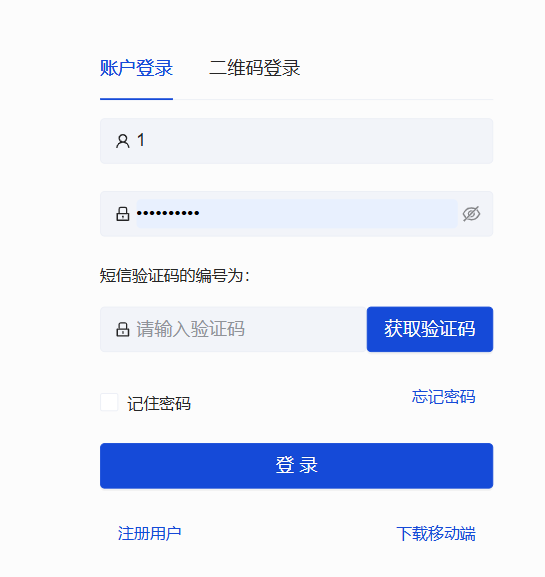 账户登录 二维码登录
1
••••••••••
短信验证码的编号为：
请输入验证码 获取验证码
记住密码 忘记密码
登 录
注册用户 下载移动端